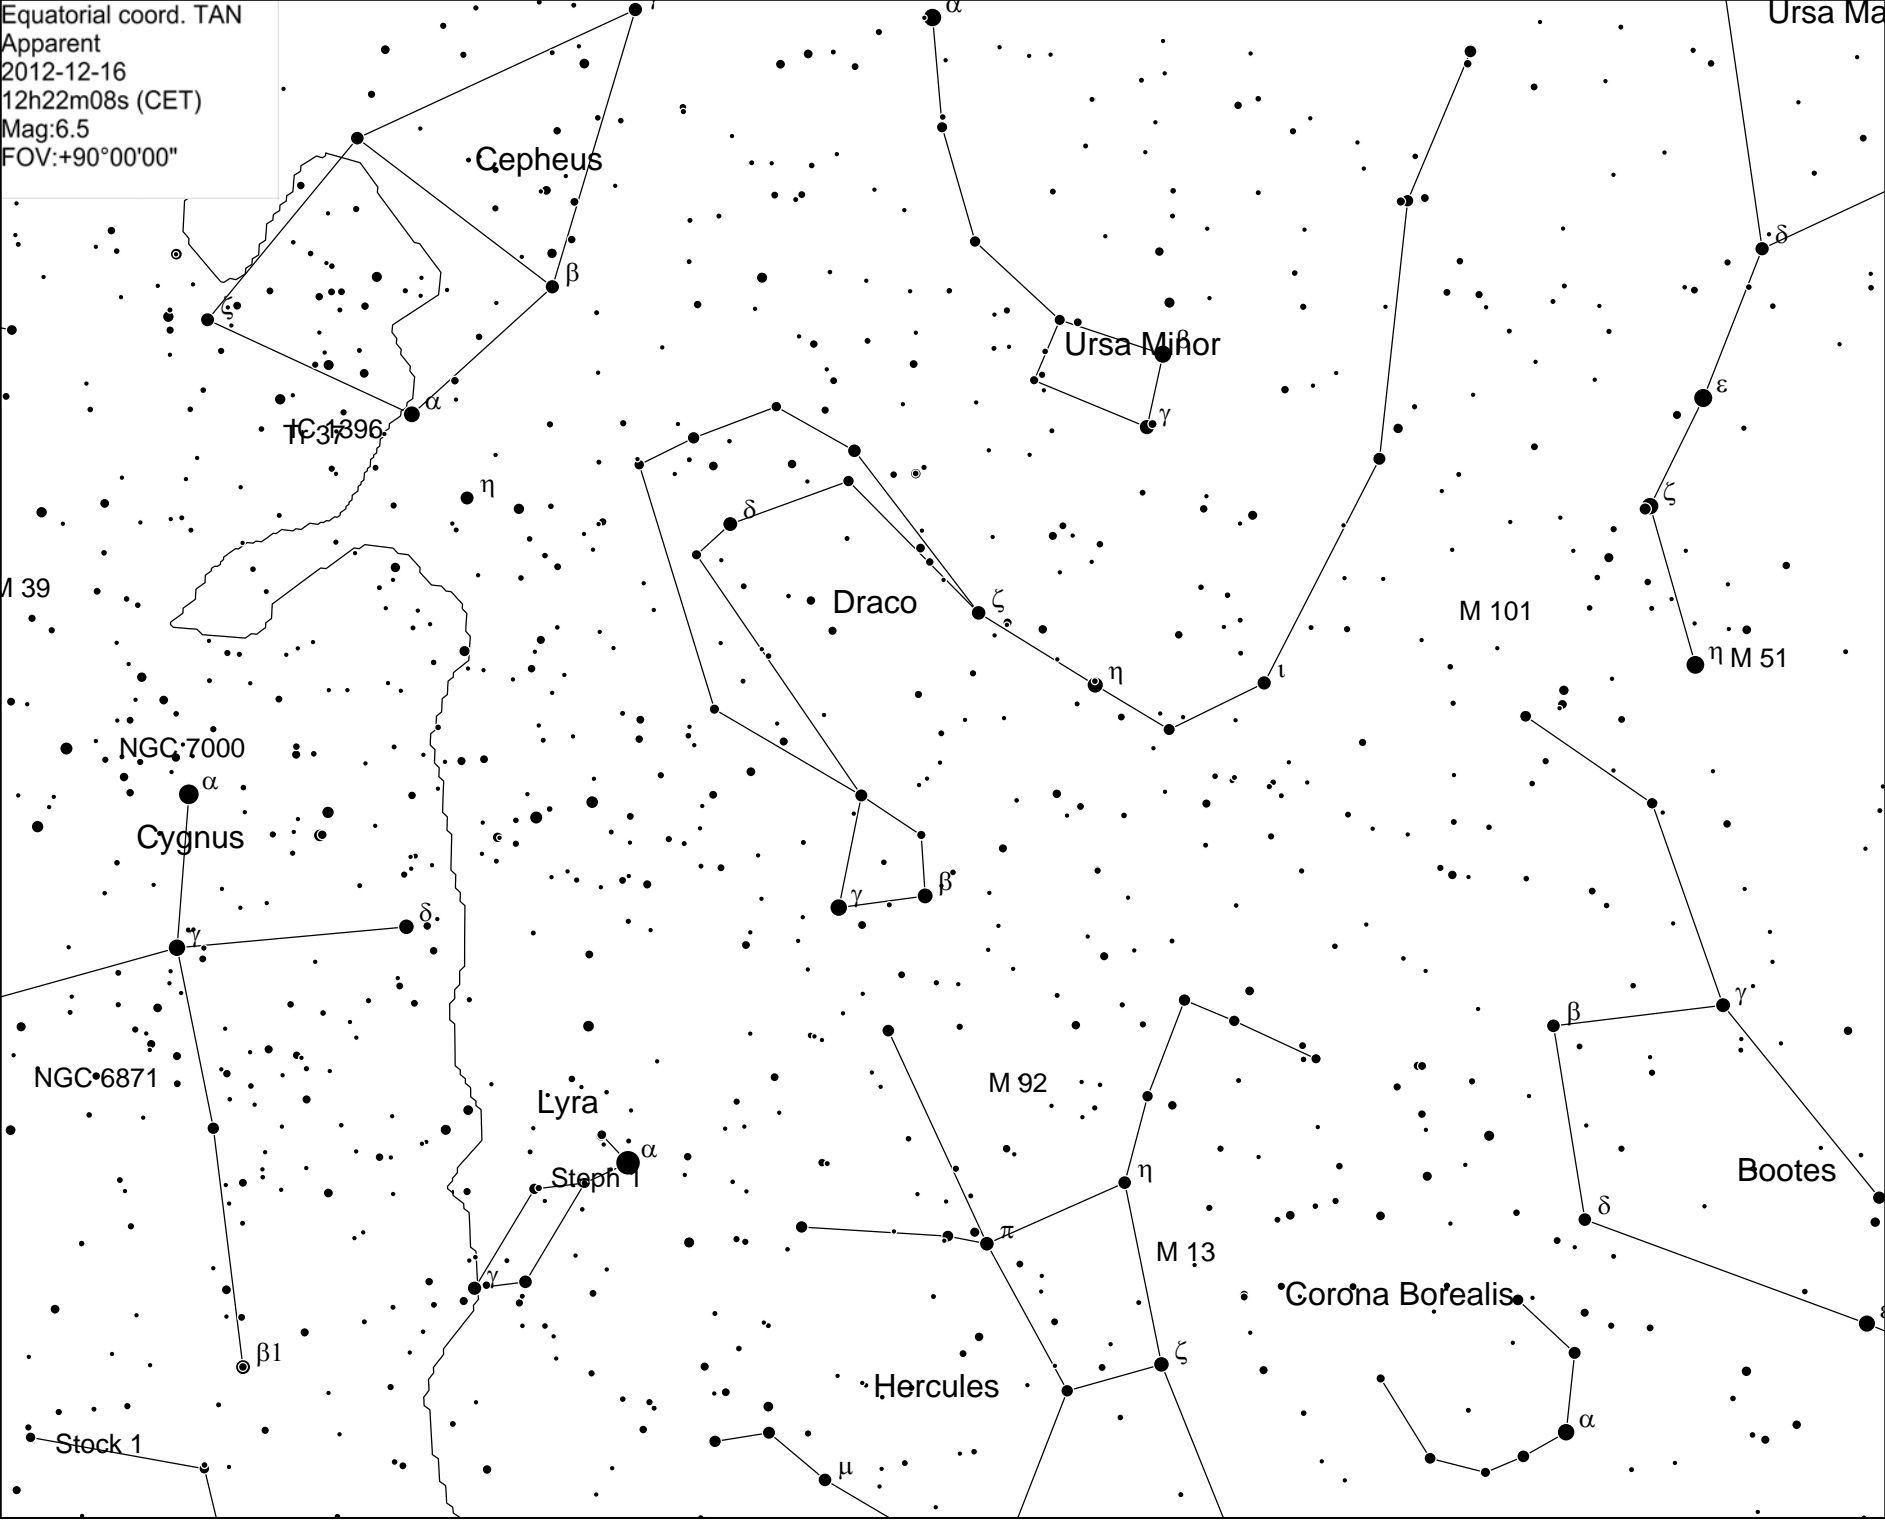 Equatorial coord. TAN
Apparent
2012-12-16
12h22m08s (CET)
Mag:6.5
FOV:+90°00'00"
α
Ursa Ma
Cepheus
δ
β
ζ
Ursa Minor
β
ε
α
γ
IC 1396
Tr 37
η
δ
ζ
M 39
Draco
ζ
M 101
η
ι
η
M 51
NGC 7000
α
Cygnus
γ
β
δ
γ
γ
β
NGC 6871
M 92
Lyra
α
Steph 1
η
Bootes
δ
π
M 13
γ
Corona Borealis
ε
β1
ζ
Hercules
α
Stock 1
μ